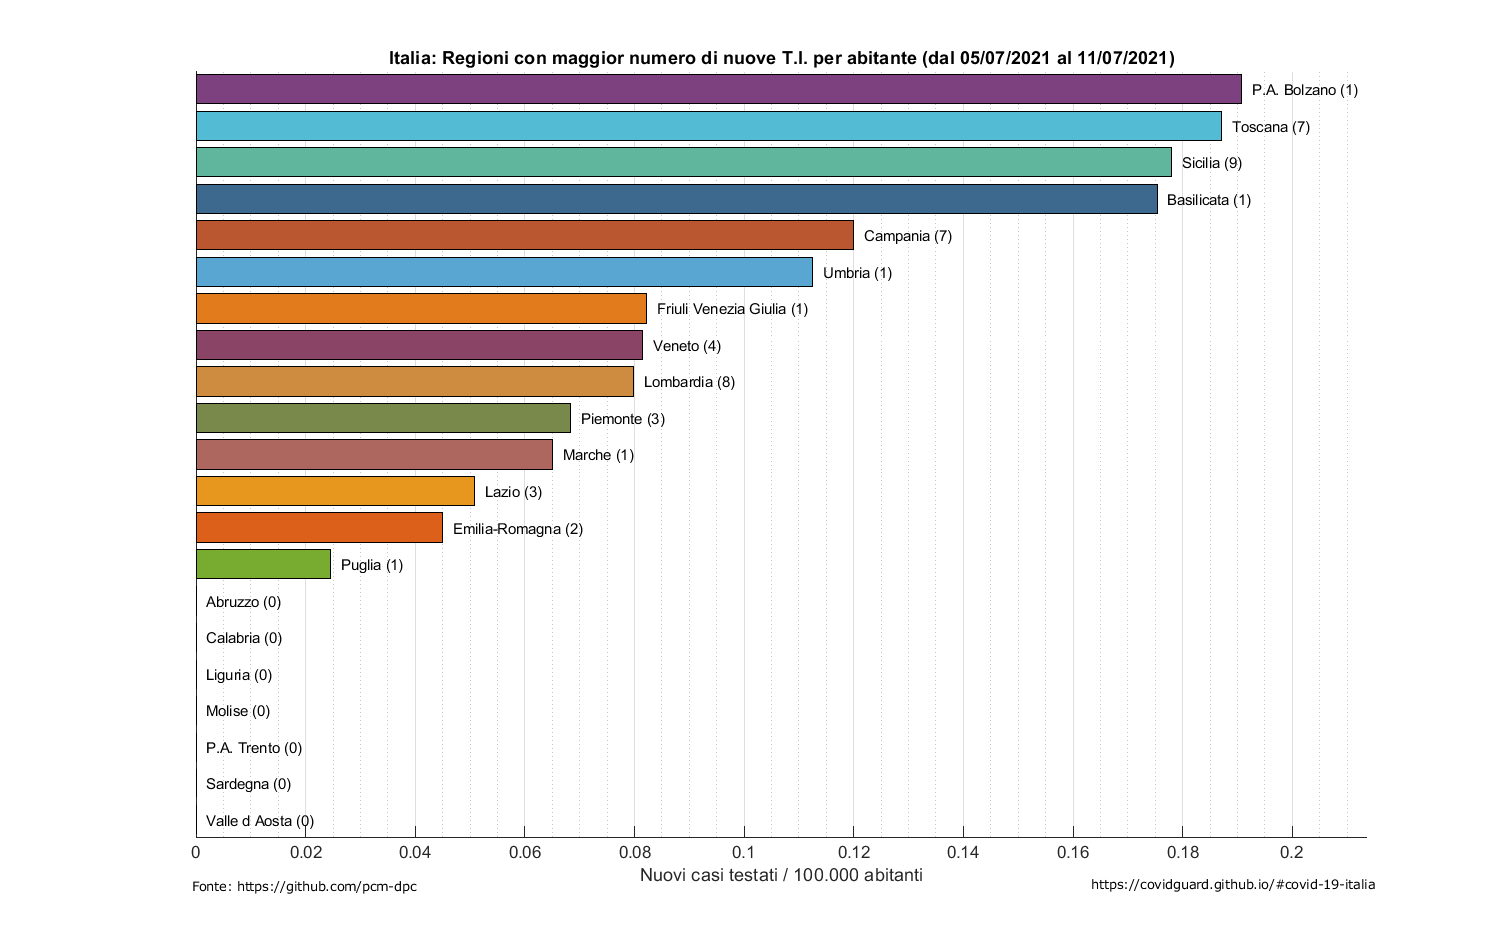 Italia: Regioni con maggior numero di nuove T.I. per abitante (dal 05/07/2021 al 11/07/2021)
P.A. Bolzano (1)
Toscana (7)
Sicilia (9)
Basilicata (1)
Campania (7)
Umbria (1)
Friuli Venezia Giulia (1)
Veneto (4)
Lombardia (8)
Piemonte (3)
Marche (1)
Lazio (3)
Emilia-Romagna (2)
Puglia (1)
Abruzzo (0)
Calabria (0)
Liguria (0)
Molise (0)
P.A. Trento (0)
Sardegna (0)
Valle d Aosta (0)
0 0.02 0.04 0.06 0.08 0.1 0.12 0.14 0.16 0.18 0.2
Nuovi casi testati / 100.000 abitanti
Fonte: https://github.com/pcm-dpc
https://covidguard.github.io/#covid-19-italia